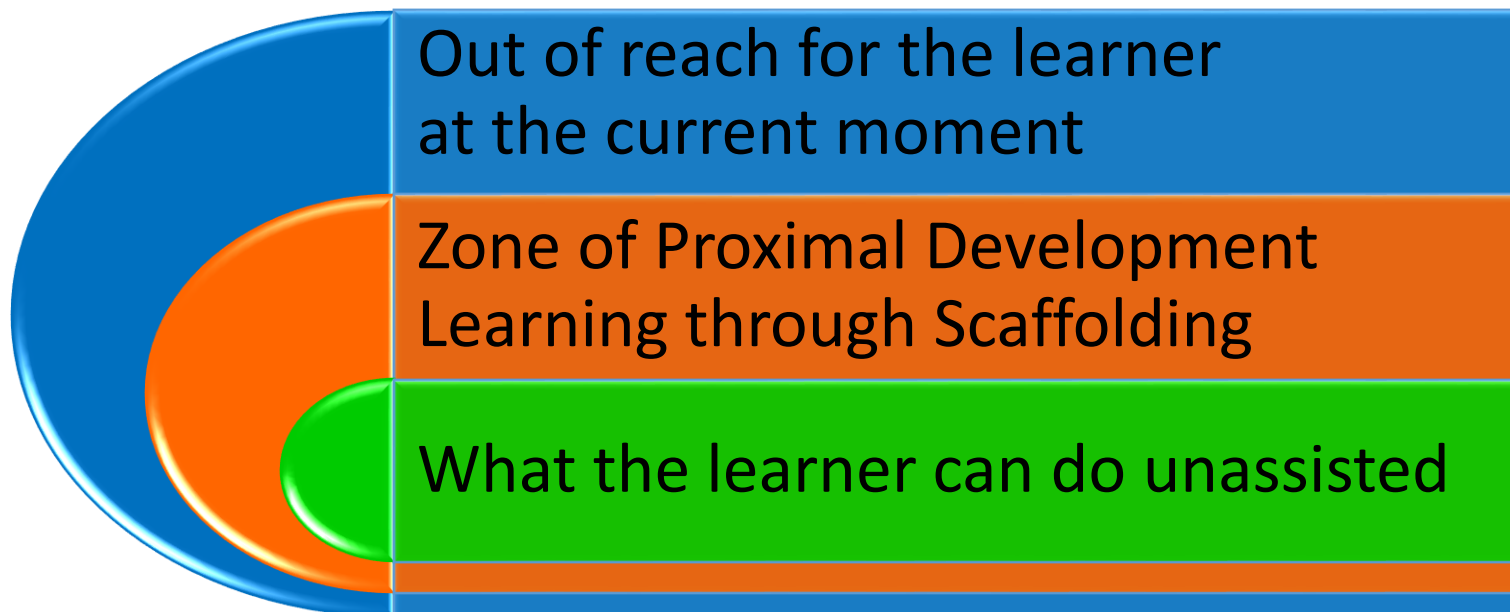 Out of reach for the learner
at the current moment
Zone of Proximal Development
Learning through Scaffolding
What the learner can do unassisted